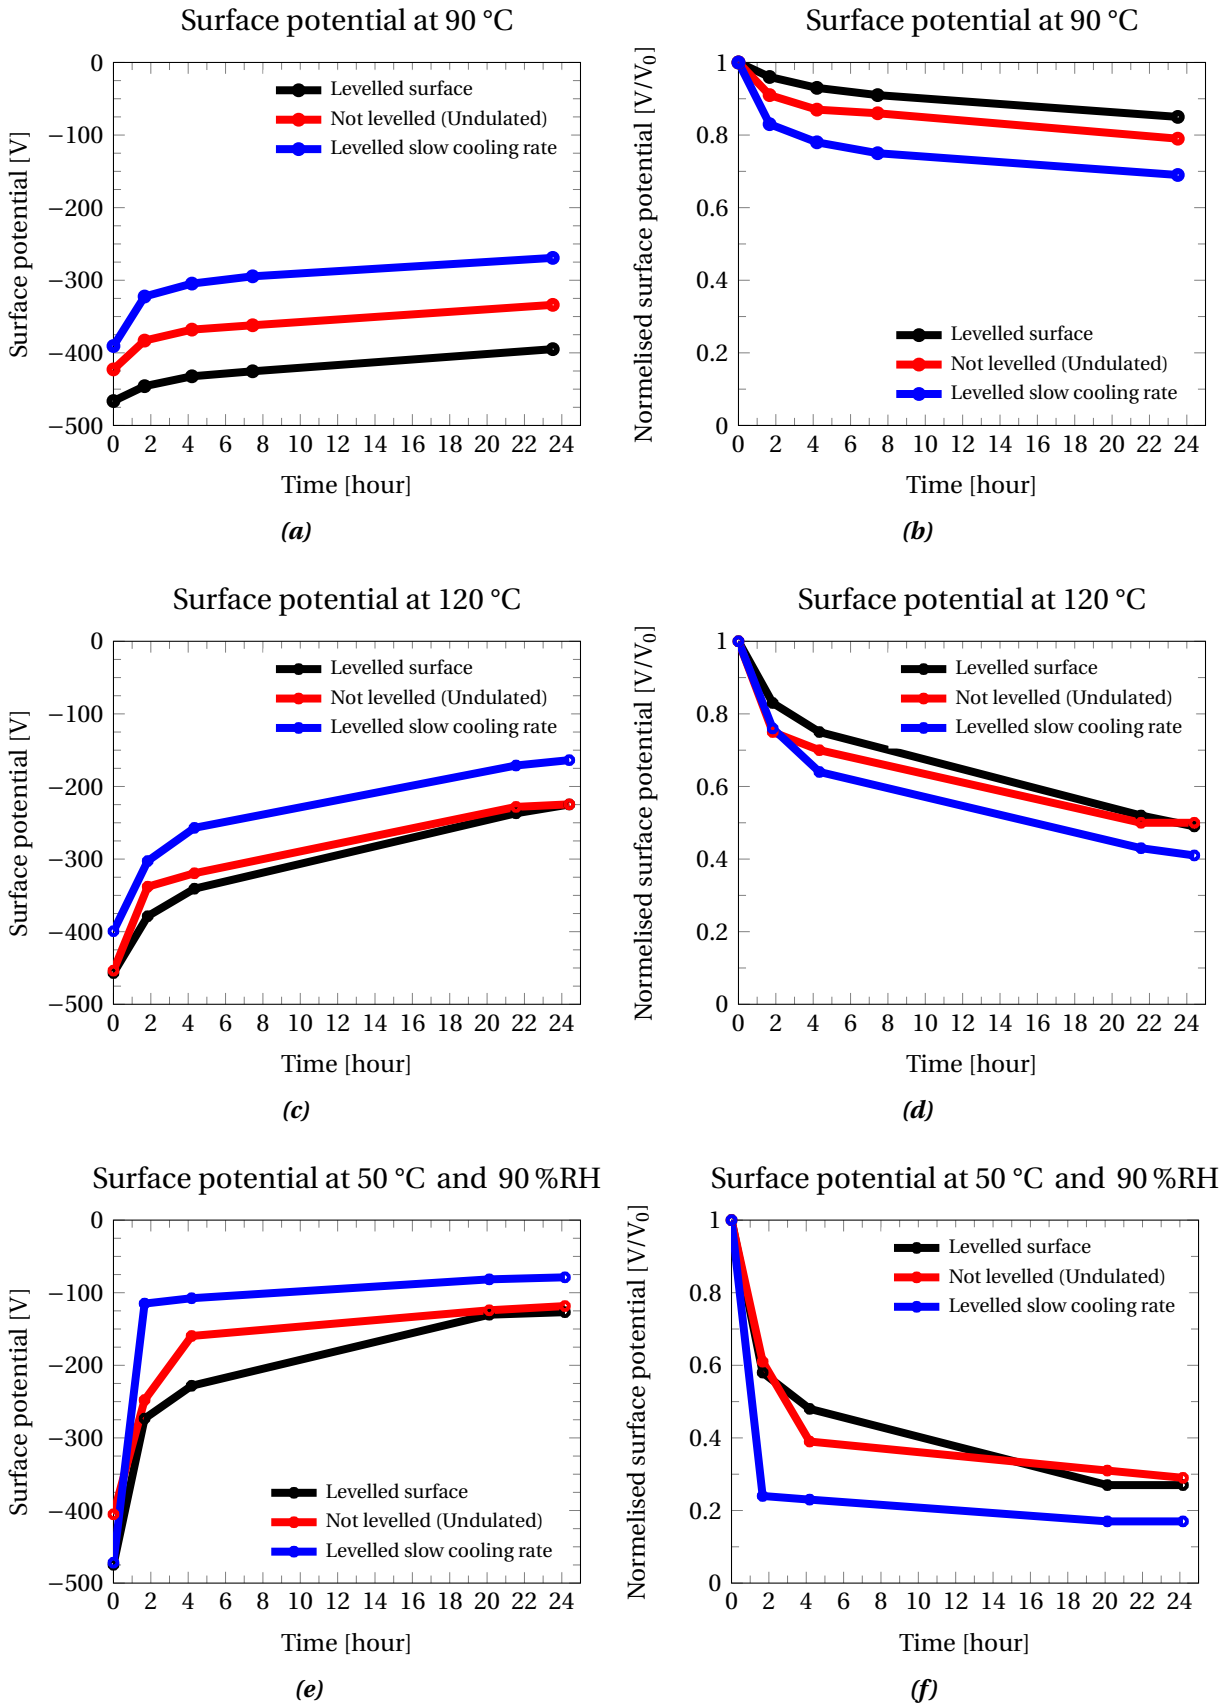 Surface potential at 90 °C
0
−100
−200
−300
−400
−500
0 2 4 6 8 10 12 14 16 18 20 22 24
Surface potential [V]
Time [hour]
Levelled surface
Not levelled (Undulated)
Levelled slow cooling rate
(a)
Surface potential at 90 °C
1
0.8
0.6
0.4
0.2
0
0 2 4 6 8 10 12 14 16 18 20 22 24
Normelised surface potential [V/V0]
Time [hour]
Levelled surface
Not levelled (Undulated)
Levelled slow cooling rate
(b)
Surface potential at 120 °C
0
−100
−200
−300
−400
−500
0 2 4 6 8 10 12 14 16 18 20 22 24
Surface potential [V]
Time [hour]
Levelled surface
Not levelled (Undulated)
Levelled slow cooling rate
(c)
Surface potential at 120 °C
1
0.8
0.6
0.4
0.2
0
0 2 4 6 8 10 12 14 16 18 20 22 24
Normelised surface potential [V/V0]
Time [hour]
Levelled surface
Not levelled (Undulated)
Levelled slow cooling rate
(d)
Surface potential at 50 °C and 90 %RH
0
−100
−200
−300
−400
−500
0 2 4 6 8 10 12 14 16 18 20 22 24
Surface potential [V]
Time [hour]
Levelled surface
Not levelled (Undulated)
Levelled slow cooling rate
(e)
Surface potential at 50 °C and 90 %RH
1
0.8
0.6
0.4
0.2
0
0 2 4 6 8 10 12 14 16 18 20 22 24
Normelised surface potential [V/V0]
Time [hour]
Levelled surface
Not levelled (Undulated)
Levelled slow cooling rate
(f)